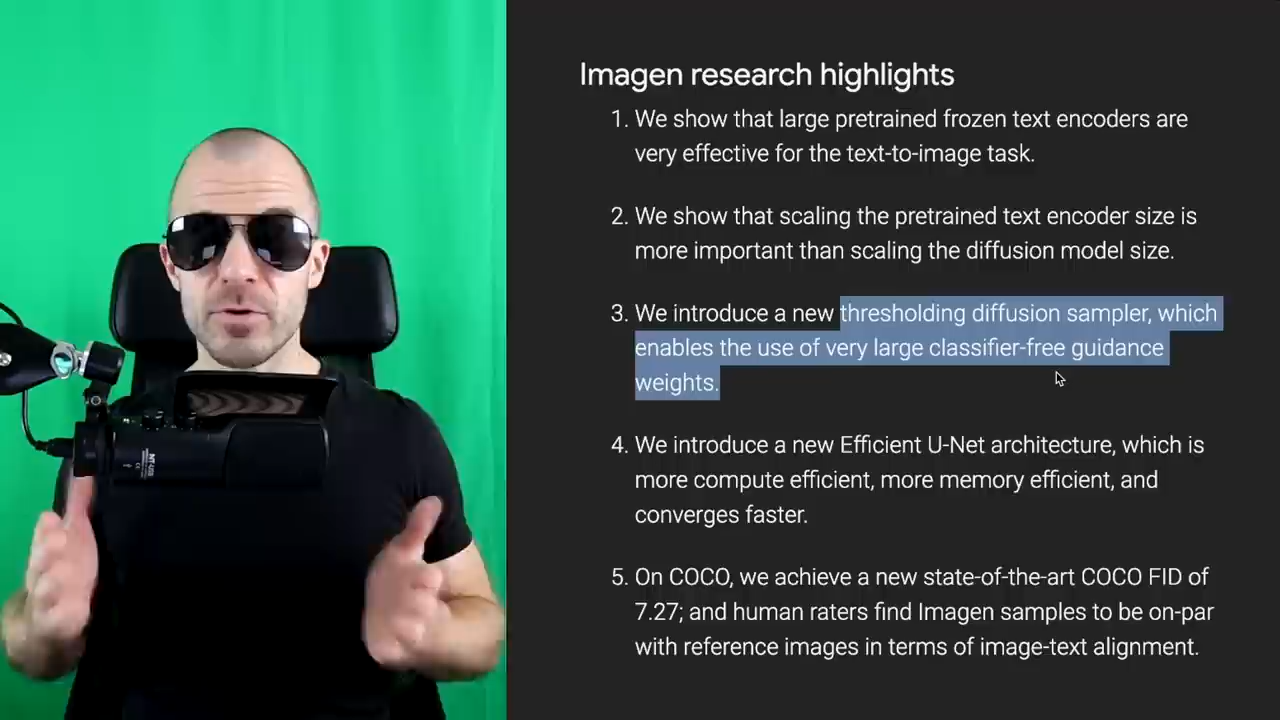 Imagen research highlights
1. We show that large pretrained frozen text encoders are
very effective for the text-to-image task.
2. We show that scaling the pretrained text encoder size is
more important than scaling the diffusion model size.
3. We introduce a new thresholding diffusion sampler, which
enables the use of very large classifier-free guidance
weights.
4. We introduce a new Efficient U-Net architecture, which is
more compute efficient, more memory efficient, and
converges faster.
5. On COCO, we achieve a new state-of-the-art COCO FID of
7.27; and human raters find Imagen samples to be on-par
with reference images in terms of image-text alignment.